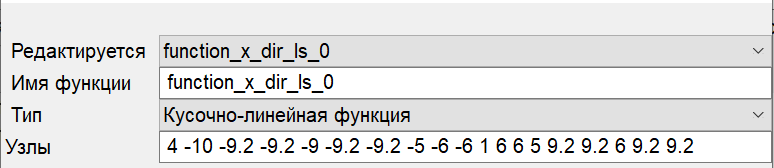 Редактируется function_x_dir_ls_0
Имя функции function_x_dir_ls_0
Тип Кусочно-линейная функция
Узлы 4 -10 -9.2 -9.2 -9 -9.2 -9.2 -5 -6 -6 1 6 6 5 9.2 9.2 6 9.2 9.2